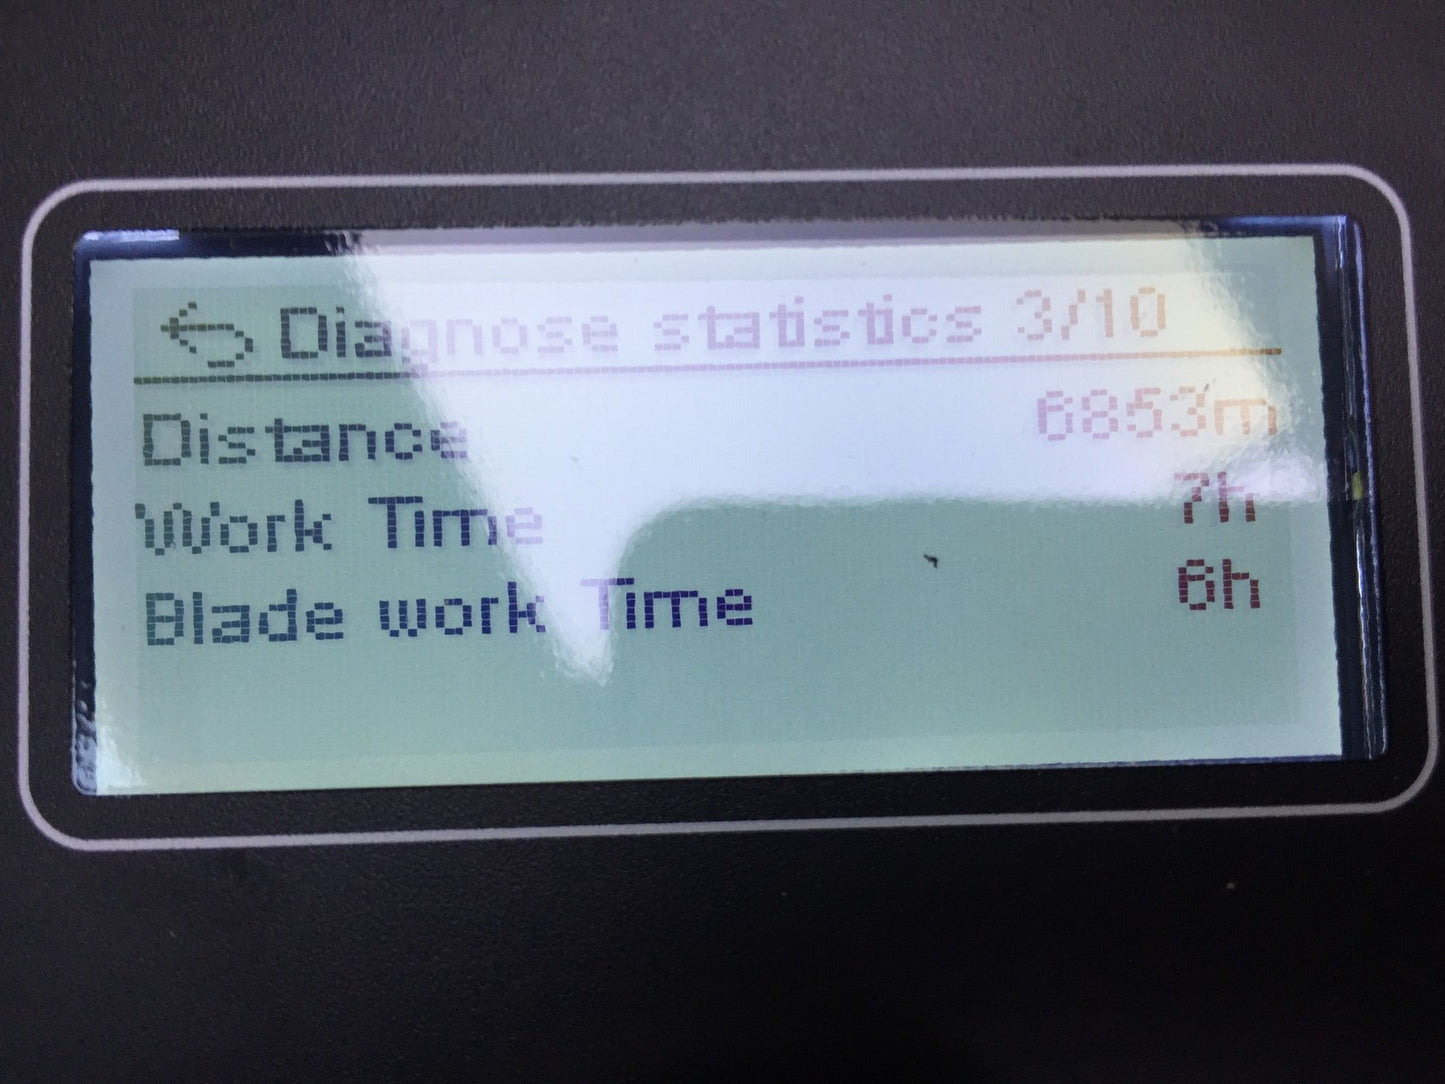 Diagnose statistics 3/10
Distance 6853m
Work Time 7h
Blade work Time 6h